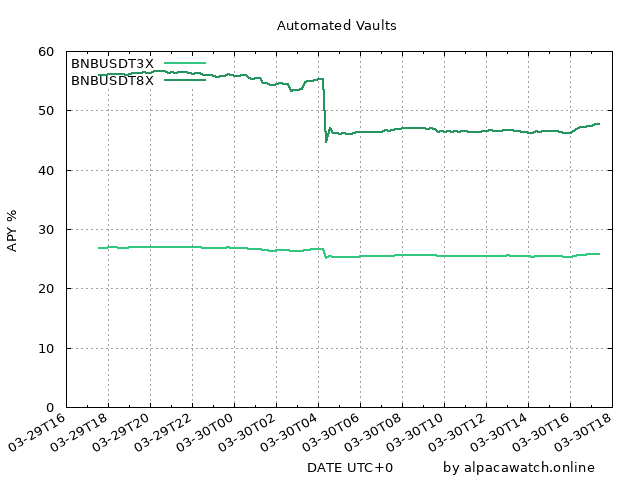 Automated Vaults
BNBUSDT3X
BNBUSDT8X
60
50
40
30
20
10
0
APY %
03-29T16
03-29T18
03-29T20
03-29T22
03-30T00
03-30T02
03-30T04
03-30T06
03-30T08
03-30T10
03-30T12
03-30T14
03-30T16
03-30T18
DATE UTC+0
by alpacawatch.online